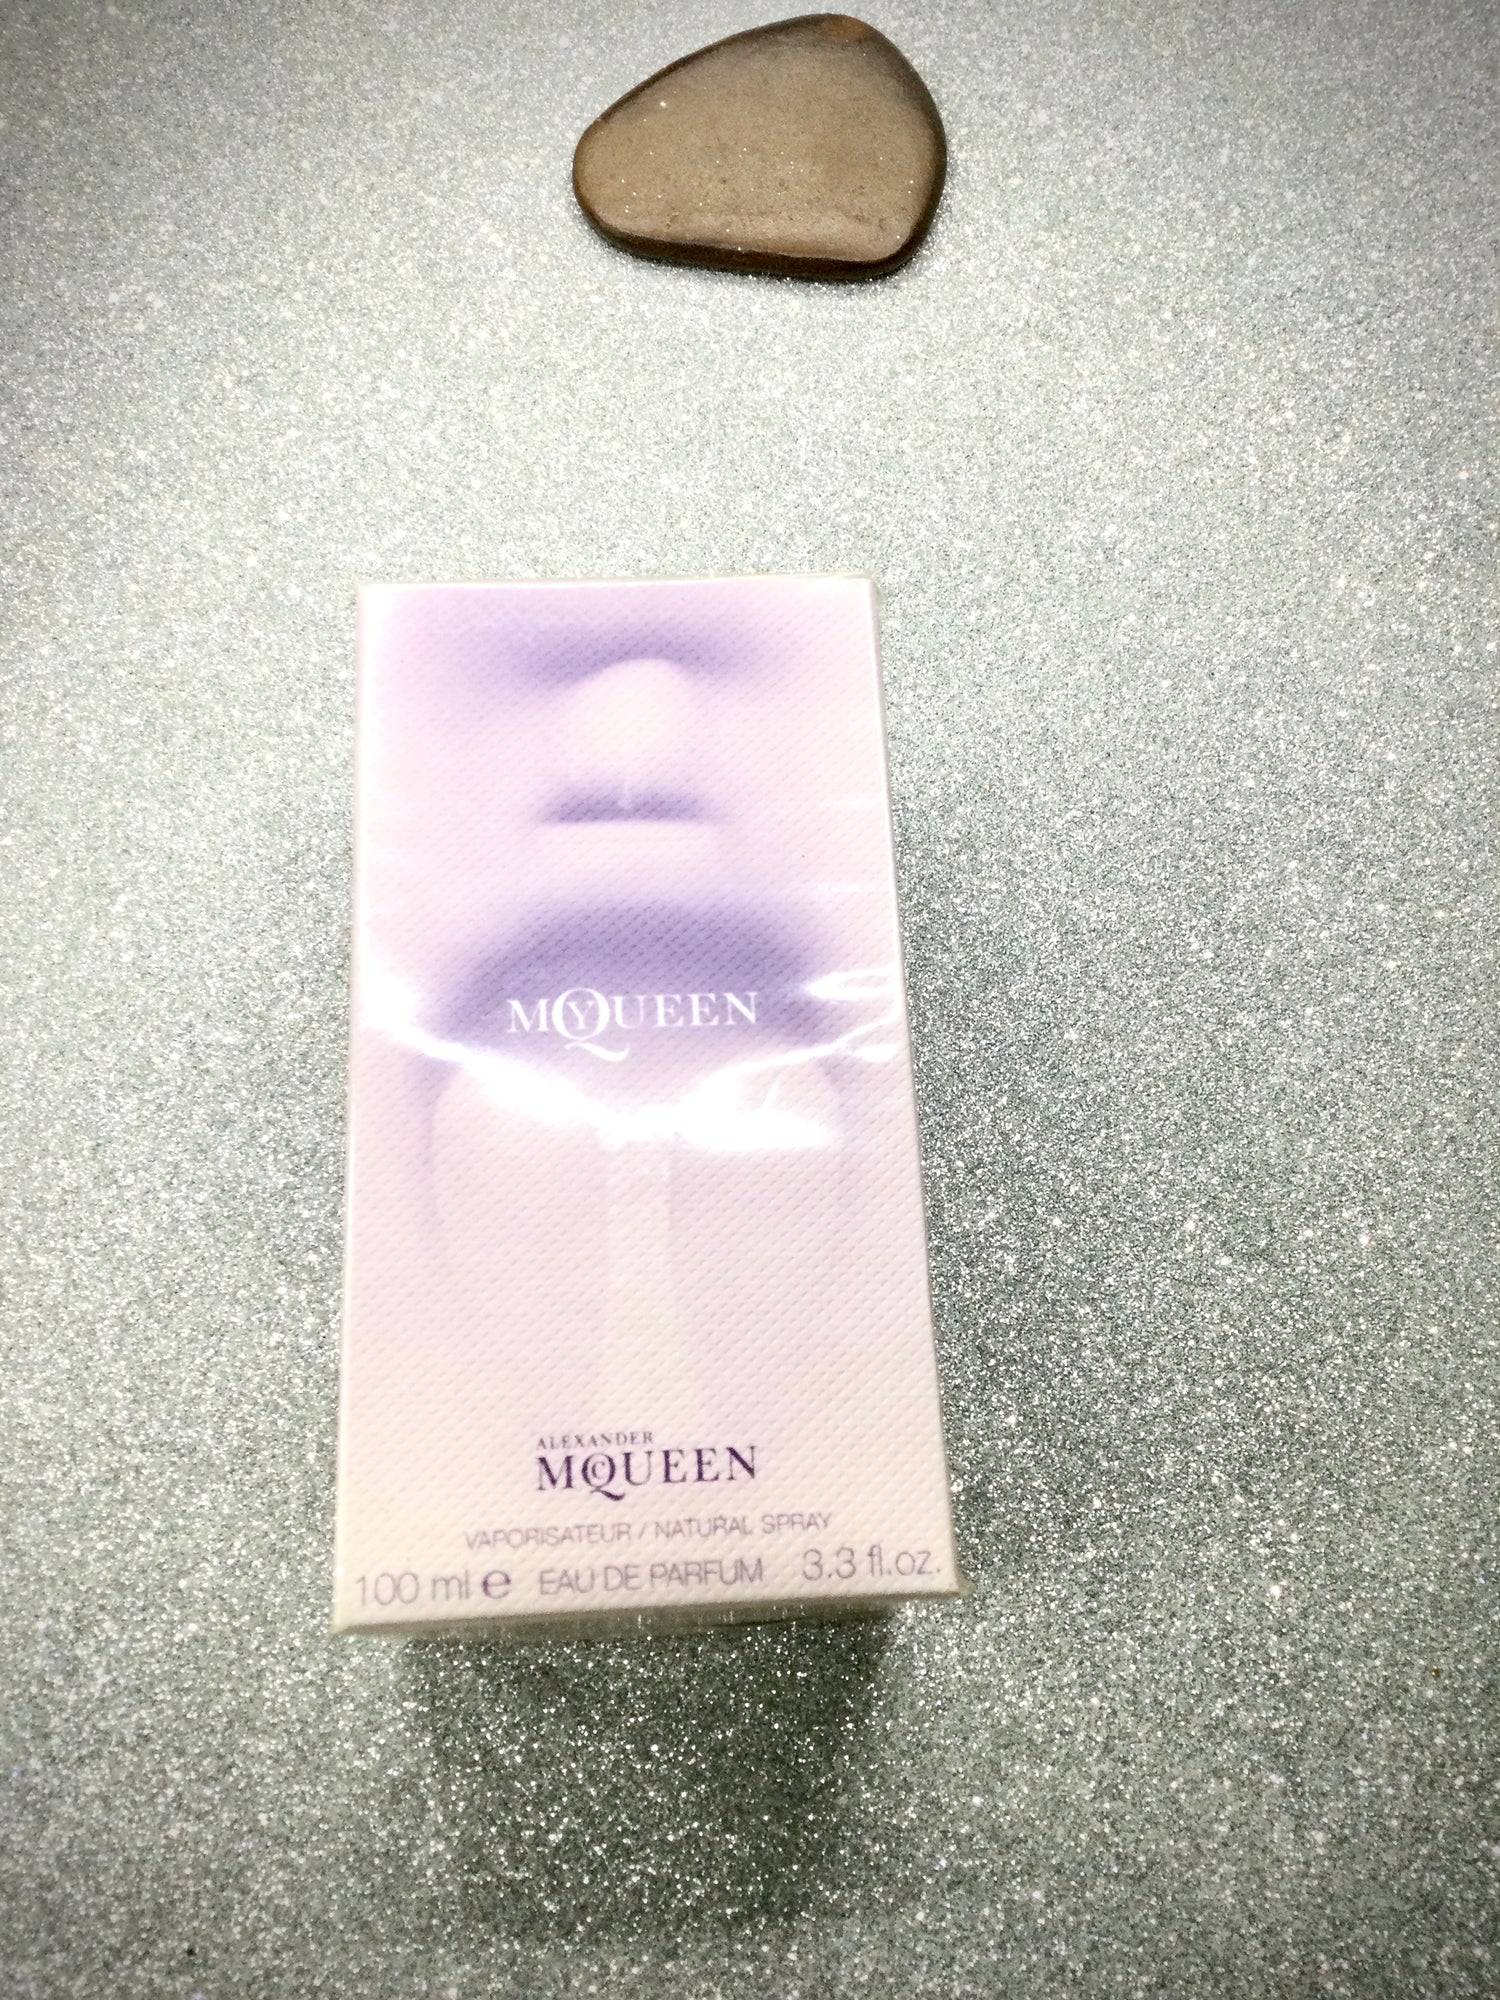 MYQUEEN
ALEXANDER
McQUEEN
VAPORISATEUR / NATURAL SPRAY
100 ml e EAU DE PARFUM 3.3 fl.oz.